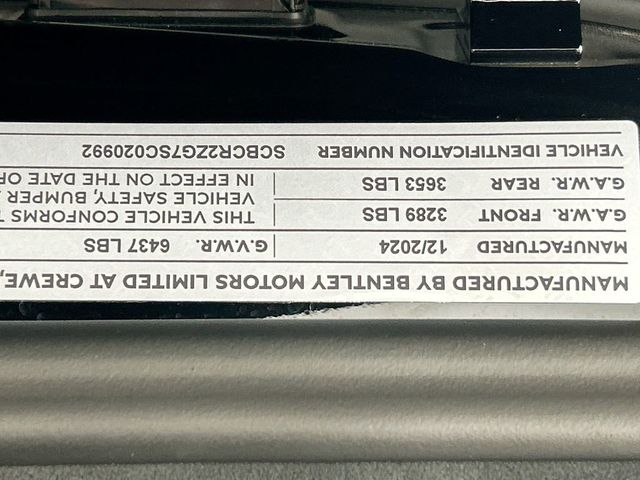 MANUFACTURED BY BENTLEY MOTORS LIMITED AT CREWE,
MANUFACTURED 12/2024 G.V.W.R. 6437 LBS
G.A.W.R. FRONT 3289 LBS THIS VEHICLE CONFORMS
G.A.W.R. REAR 3653 LBS VEHICLE SAFETY, BUMPER
IN EFFECT ON THE DATE OF
VEHICLE IDENTIFICATION NUMBER SCBCR2ZG7SC020992